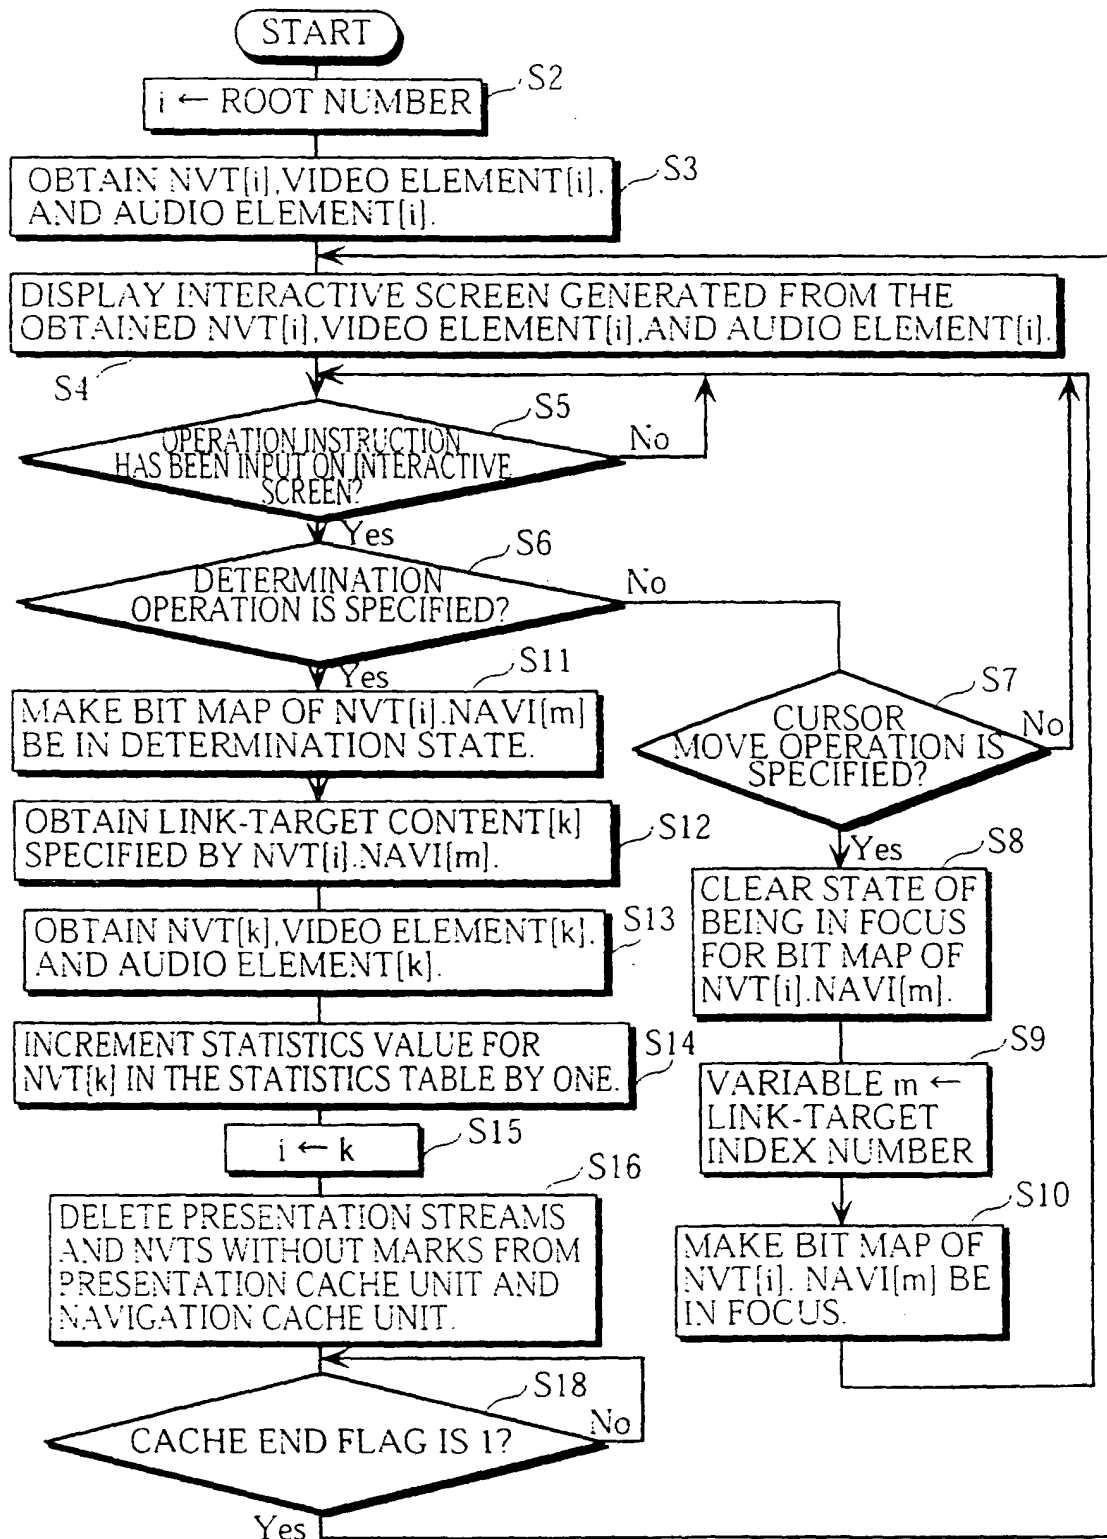 START
S2
i ← ROOT NUMBER
S3
OBTAIN NVT[i],VIDEO ELEMENT[i],
AND AUDIO ELEMENT[i].
DISPLAY INTERACTIVE SCREEN GENERATED FROM THE
OBTAINED NVT[i],VIDEO ELEMENT[i],AND AUDIO ELEMENT[i].
S4
S5
OPERATION INSTRUCTION
HAS BEEN INPUT ON INTERACTIVE
SCREEN?
No
Yes
S6
DETERMINATION
OPERATION IS SPECIFIED?
No
Yes
S7
CURSOR
MOVE OPERATION IS
SPECIFIED?
No
Yes
S8
CLEAR STATE OF
BEING IN FOCUS
FOR BIT MAP OF
NVT[i].NAVI[m].
S9
VARIABLE m ←
LINK-TARGET
INDEX NUMBER
S10
MAKE BIT MAP OF
NVT[i]. NAVI[m] BE
IN FOCUS.
S11
MAKE BIT MAP OF NVT[i].NAVI[m]
BE IN DETERMINATION STATE.
S12
OBTAIN LINK-TARGET CONTENT[k]
SPECIFIED BY NVT[i].NAVI[m].
S13
OBTAIN NVT[k],VIDEO ELEMENT[k],
AND AUDIO ELEMENT[k].
S14
INCREMENT STATISTICS VALUE FOR
NVT[k] IN THE STATISTICS TABLE BY ONE.
S15
i ← k
S16
DELETE PRESENTATION STREAMS
AND NVTS WITHOUT MARKS FROM
PRESENTATION CACHE UNIT AND
NAVIGATION CACHE UNIT.
S18
CACHE END FLAG IS 1?
No
Yes